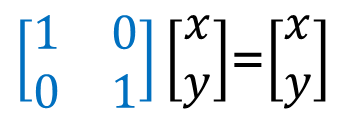 [1 0] [x] = [x]
[0 1] [y] [y]